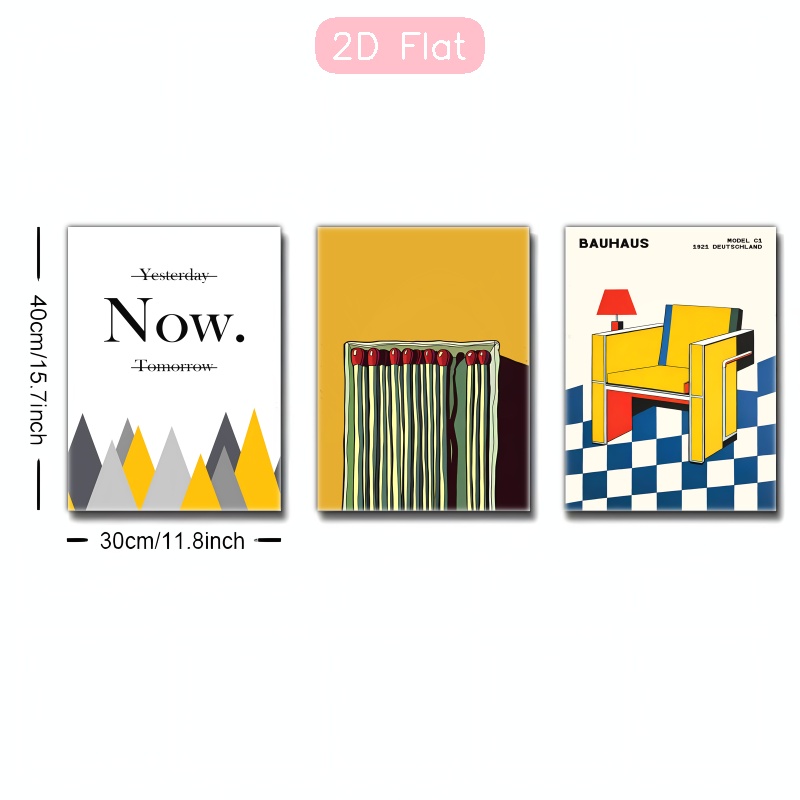 2D Flat
40cm/15.7inch
Yesterday
Now.
Tomorrow
30cm/11.8inch
BAUHAUS
MODEL C1
1921 DEUTSCHLAND